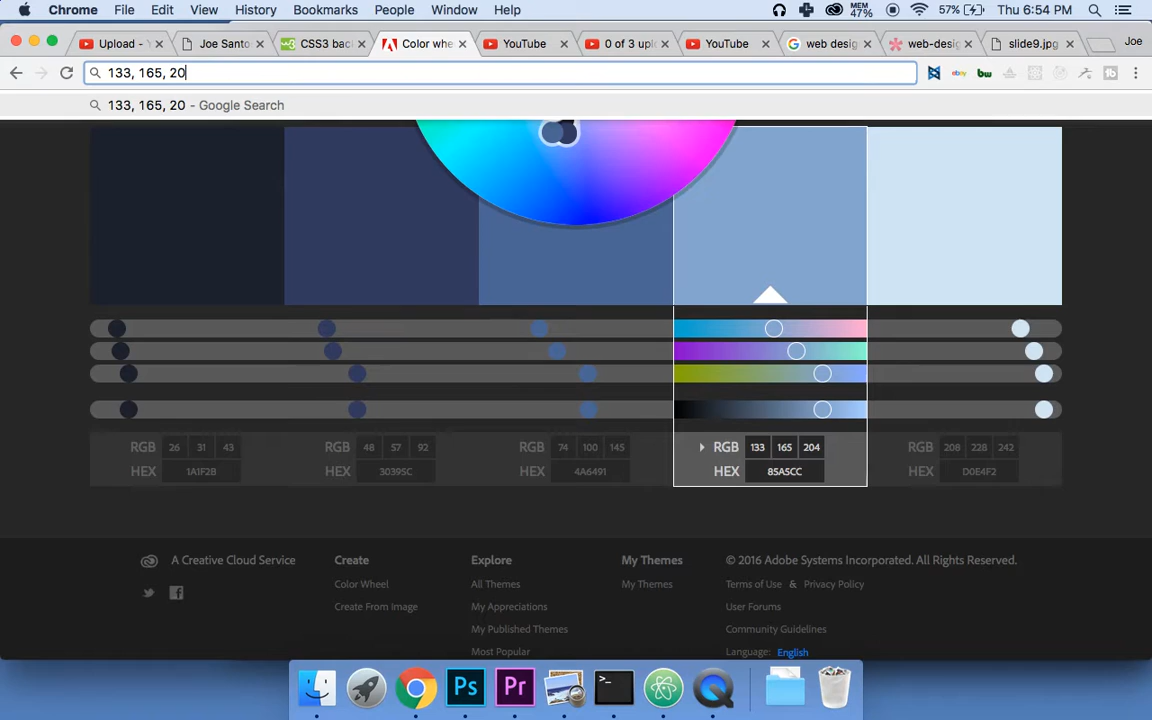 Chrome File Edit View History Bookmarks People Window Help MEM 47% 57% Thu 6:54 PM
Upload - Y Joe Santo CSS3 bac Color whe YouTube 0 of 3 uplo YouTube web desig web-desig slide9.jpg Joe
133, 165, 20
133, 165, 20 - Google Search
RGB 26 31 43 RGB 48 57 92 RGB 74 100 145 RGB 133 165 204 RGB 208 228 242
HEX 1A1F2B HEX 30395C HEX 4A6491 HEX 85A5CC HEX D0E4F2
A Creative Cloud Service Create Explore My Themes © 2016 Adobe Systems Incorporated. All Rights Reserved.
Color Wheel All Themes My Themes Terms of Use & Privacy Policy
Create From Image My Appreciations User Forums
My Published Themes Community Guidelines
Most Popular Language: English
Ps Pr